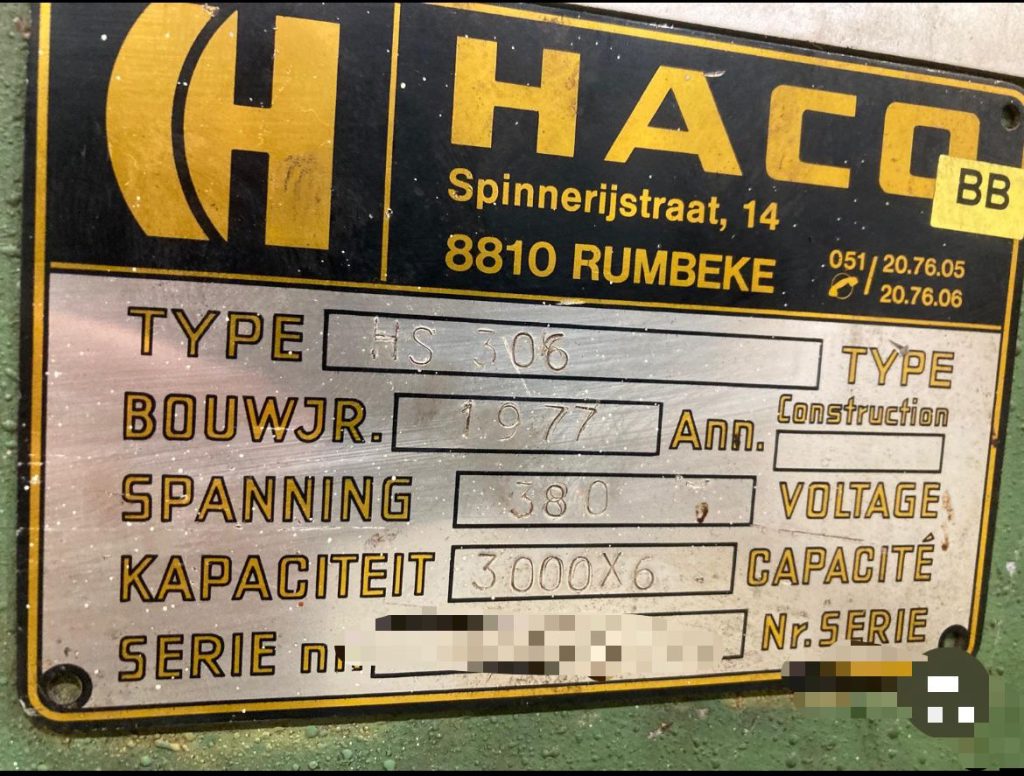 H HACO
BB
Spinnerijstraat, 14
8810 RUMBEKE
051/20.76.05
20.76.06
TYPE HS 306 TYPE
BOUWJR. 1977 Ann. Construction
SPANNING 380 VOLTAGE
KAPACITEIT 3000X6 CAPACITÉ
SERIE nr. Nr. SERIE